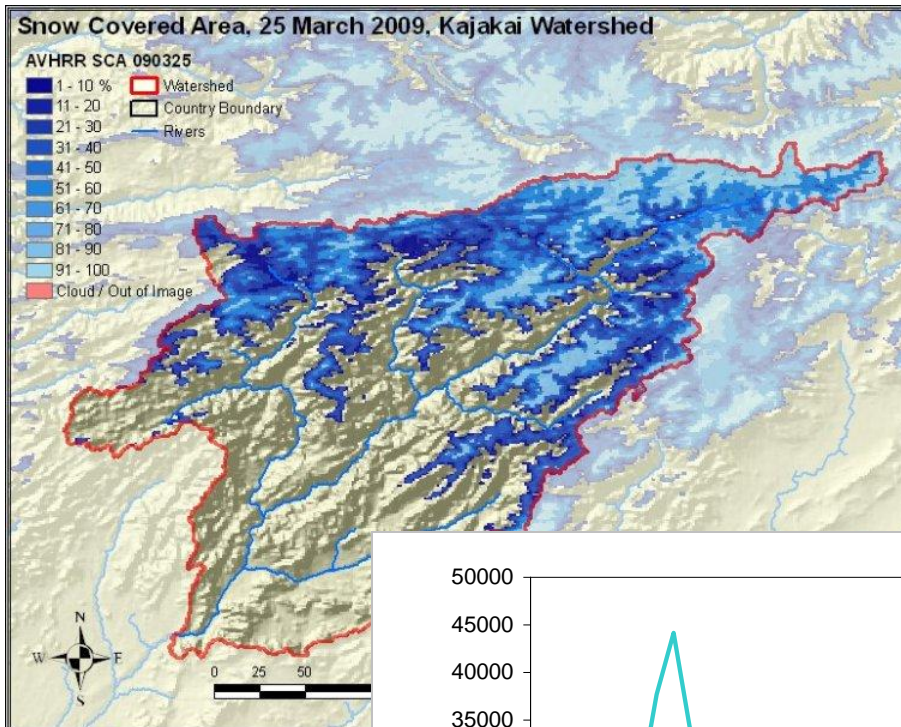 Snow Covered Area, 25 March 2009, Kajakai Watershed
AVHRR SCA 090325
1 - 10 %
11 - 20
21 - 30
31 - 40
41 - 50
51 - 60
61 - 70
71 - 80
81 - 90
91 - 100
Cloud / Out of Image
Watershed
Country Boundary
Rivers
N
W E
S
0 25 50
50000
45000
40000
35000